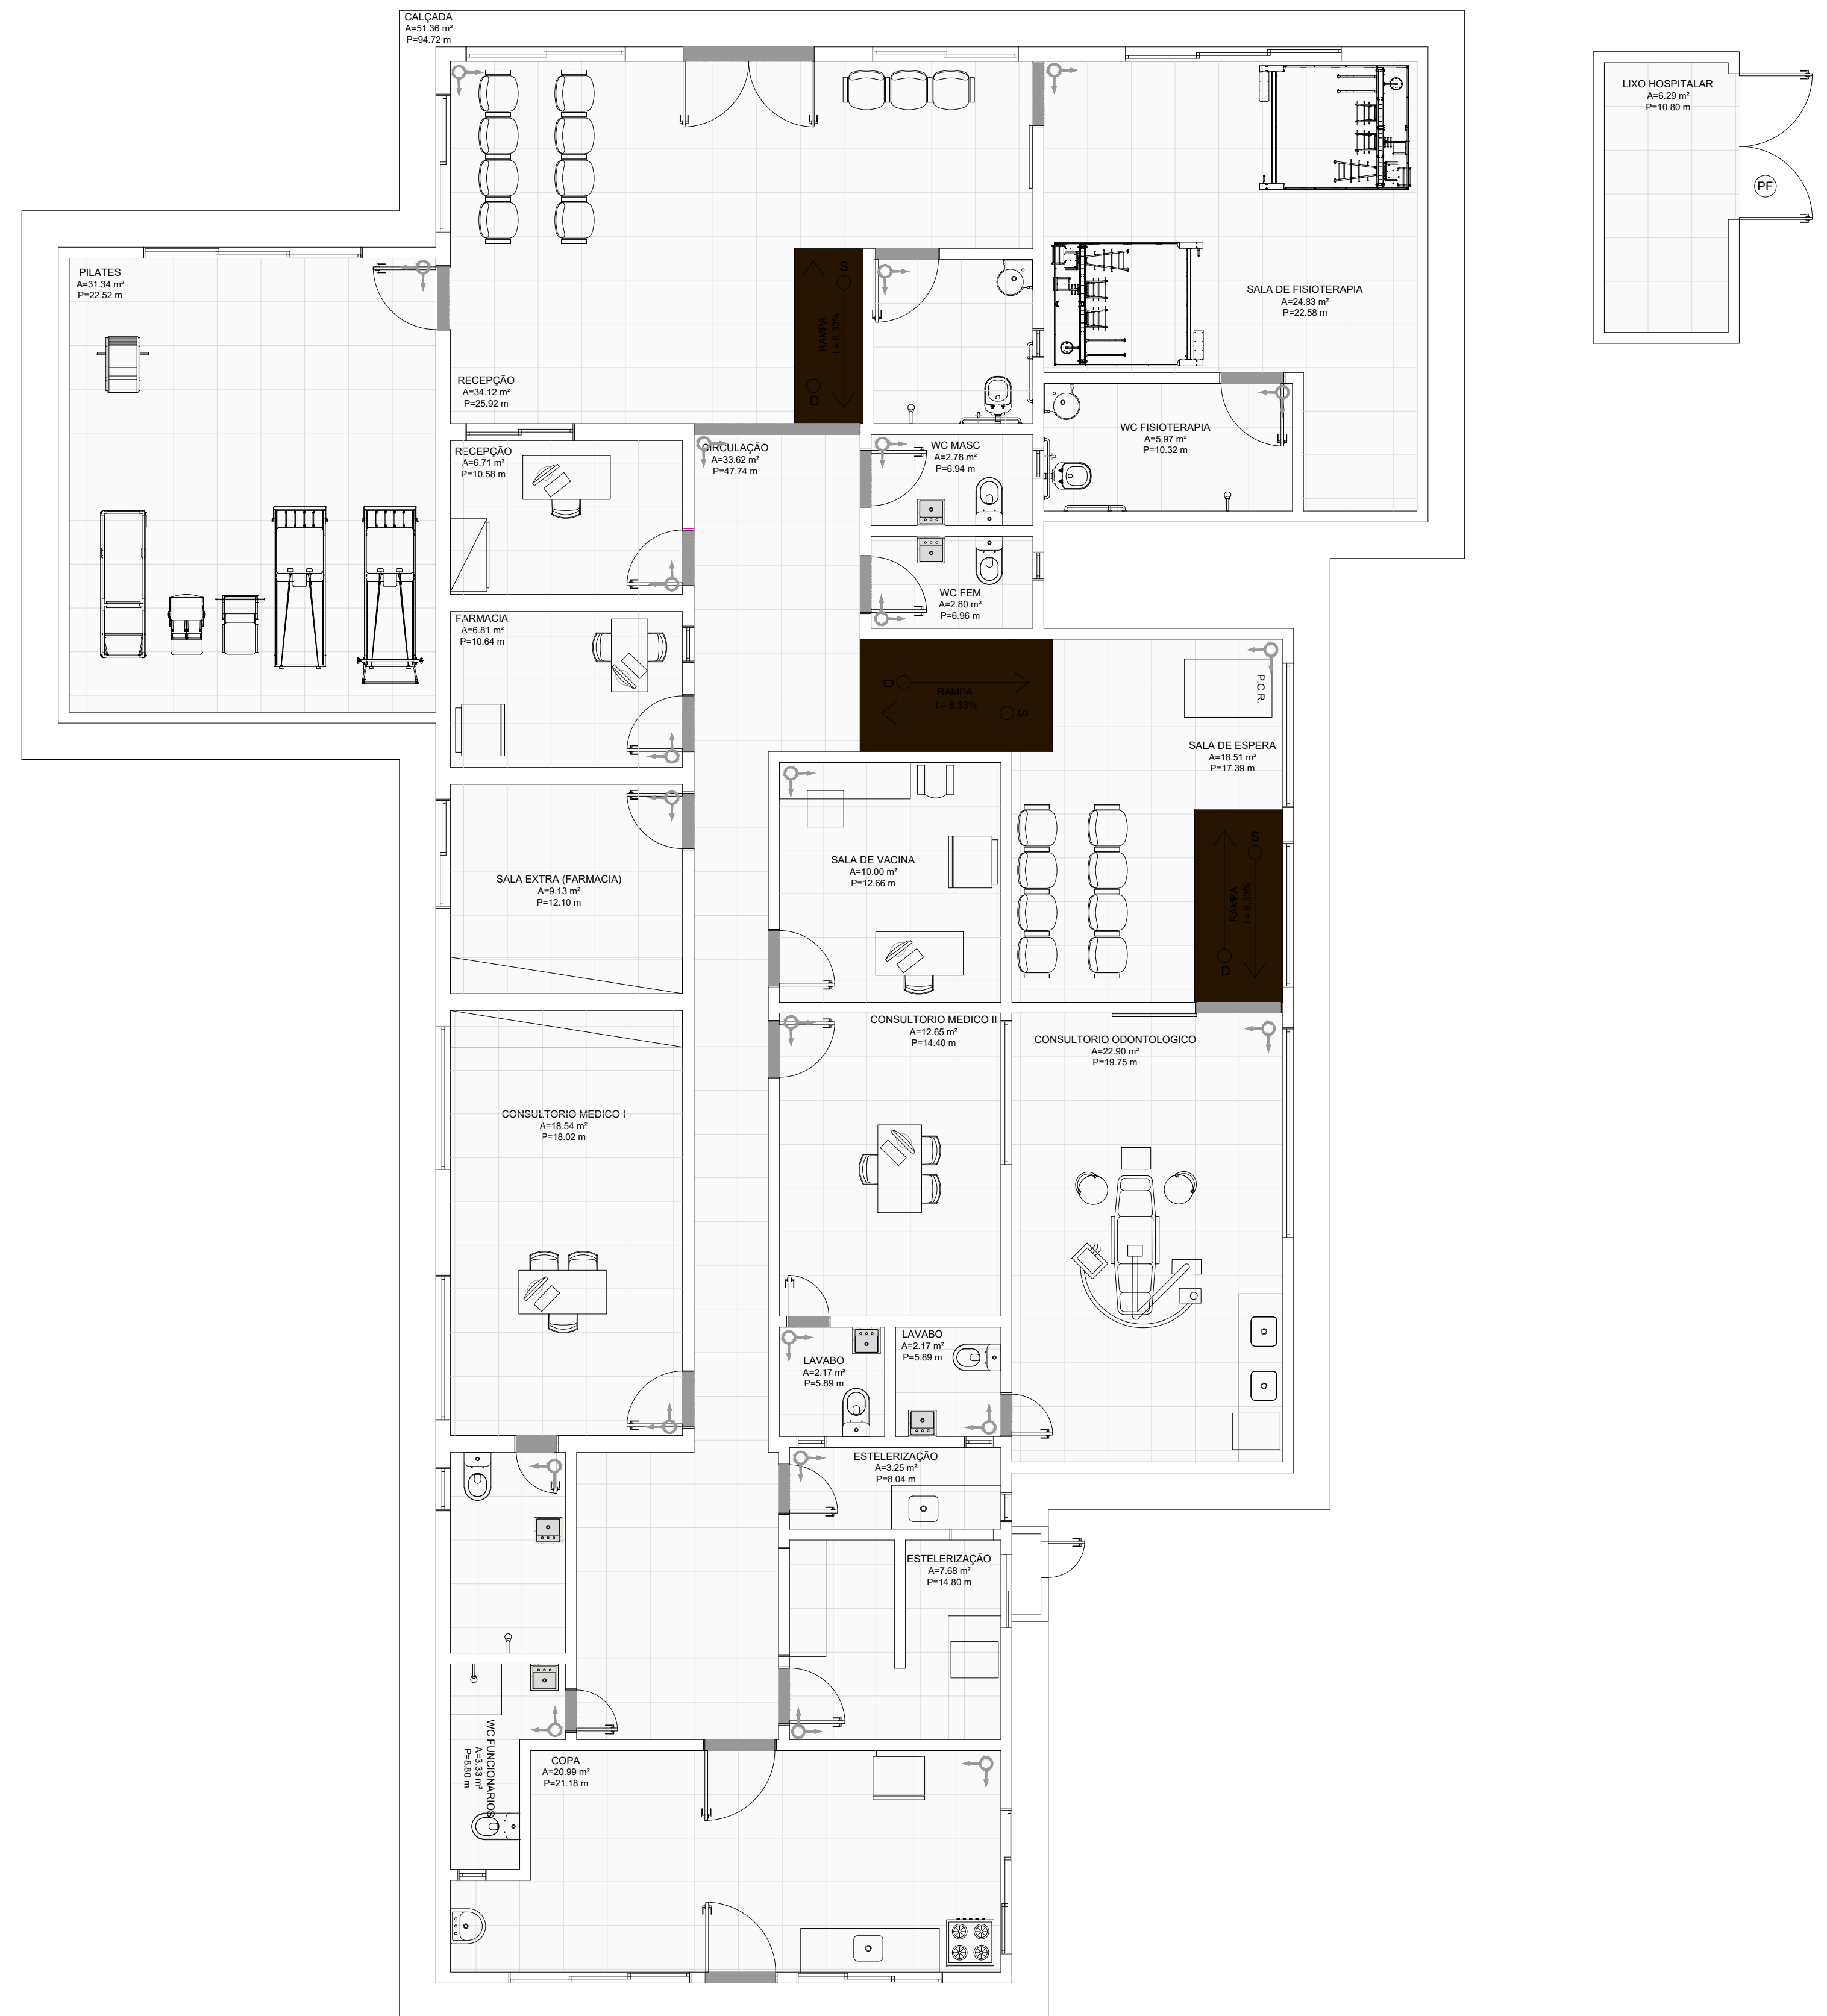 CALÇADA
A=51.36 m²
P=94.72 m
LIXO HOSPITALAR
A=6.29 m²
P=10.80 m
PF
PILATES
A=31.34 m²
P=22.52 m
SALA DE FISIOTERAPIA
A=24.83 m²
P=22.58 m
S
RAMPA
i = 8,33%
D
RECEPÇÃO
A=34.12 m²
P=25.92 m
WC FISIOTERAPIA
A=5.97 m²
P=10.32 m
RECEPÇÃO
A=6.71 m²
P=10.58 m
CIRCULAÇÃO
A=33.62 m²
P=47.74 m
WC MASC
A=2.78 m²
P=6.94 m
WC FEM
A=2.80 m²
P=6.96 m
FARMACIA
A=6.81 m²
P=10.64 m
D
RAMPA
i = 8,33%
S
P.C.R.
SALA DE ESPERA
A=18.51 m²
P=17.39 m
SALA DE VACINA
A=10.00 m²
P=12.66 m
S
RAMPA
i = 8,33%
D
SALA EXTRA (FARMACIA)
A=9.13 m²
P=12.10 m
CONSULTORIO MEDICO II
A=12.65 m²
P=14.40 m
CONSULTORIO ODONTOLOGICO
A=22.90 m²
P=19.75 m
CONSULTORIO MEDICO I
A=18.54 m²
P=18.02 m
LAVABO
A=2.17 m²
P=5.89 m
LAVABO
A=2.17 m²
P=5.89 m
ESTELERIZAÇÃO
A=3.25 m²
P=8.04 m
ESTELERIZAÇÃO
A=7.68 m²
P=14.80 m
WC FUNCIONARIOS
A=3.33 m²
P=8.80 m
COPA
A=20.99 m²
P=21.18 m